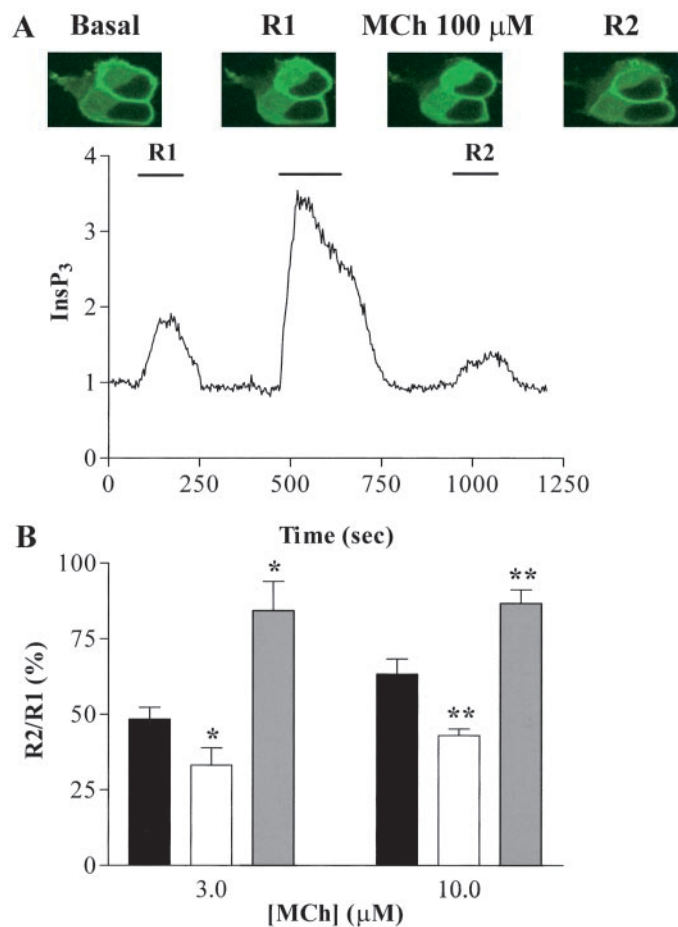 A Basal R1 MCh 100 μM R2
4
R1 R2
3
InsP3
2
1
0
0 250 500 750 1000 1250
Time (sec)
B
100
* **
75
R2/R1 (%)
50
* **
25
0
3.0 10.0
[MCh] (μM)